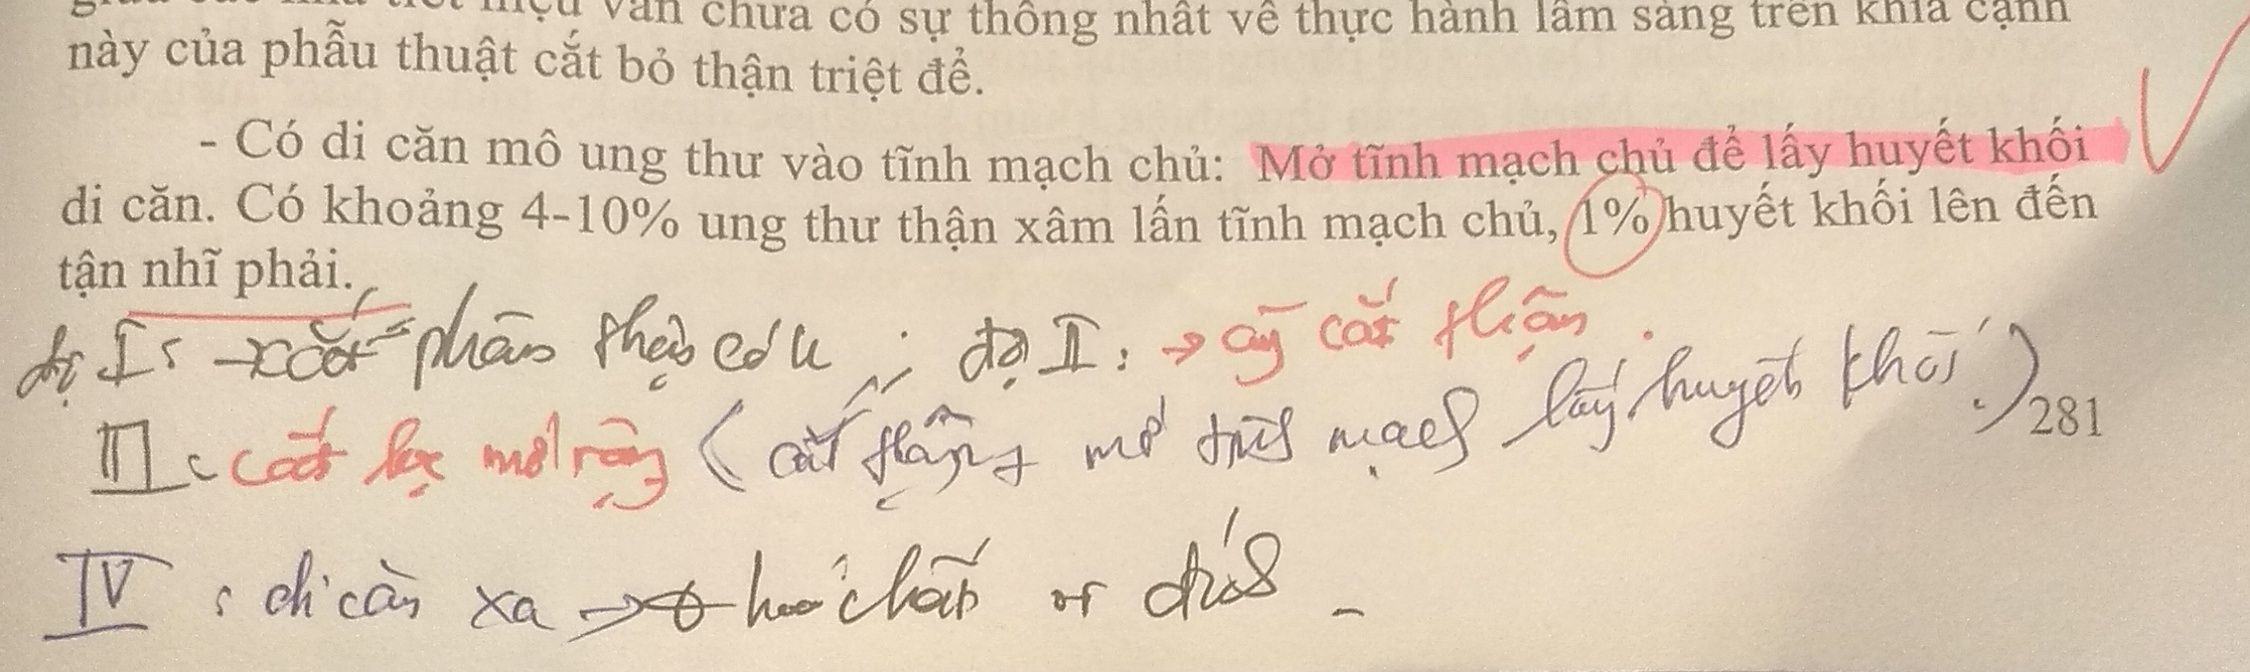 vẫn chưa có sự thống nhất về thực hành lâm sàng trên khía cạnh
này của phẫu thuật cắt bỏ thận triệt để.
- Có di căn mô ung thư vào tĩnh mạch chủ: Mở tĩnh mạch chủ để lấy huyết khối
di căn. Có khoảng 4-10% ung thư thận xâm lấn tĩnh mạch chủ, 1% huyết khối lên đến
tận nhĩ phải.
độ I: → cắt phần thận có u ; độ II: → cắt thận.
III: cắt mở rộng (cắt thận + mở tĩnh mạch lấy huyết khối.)
281
IV: di căn xa → hoá chất or đích